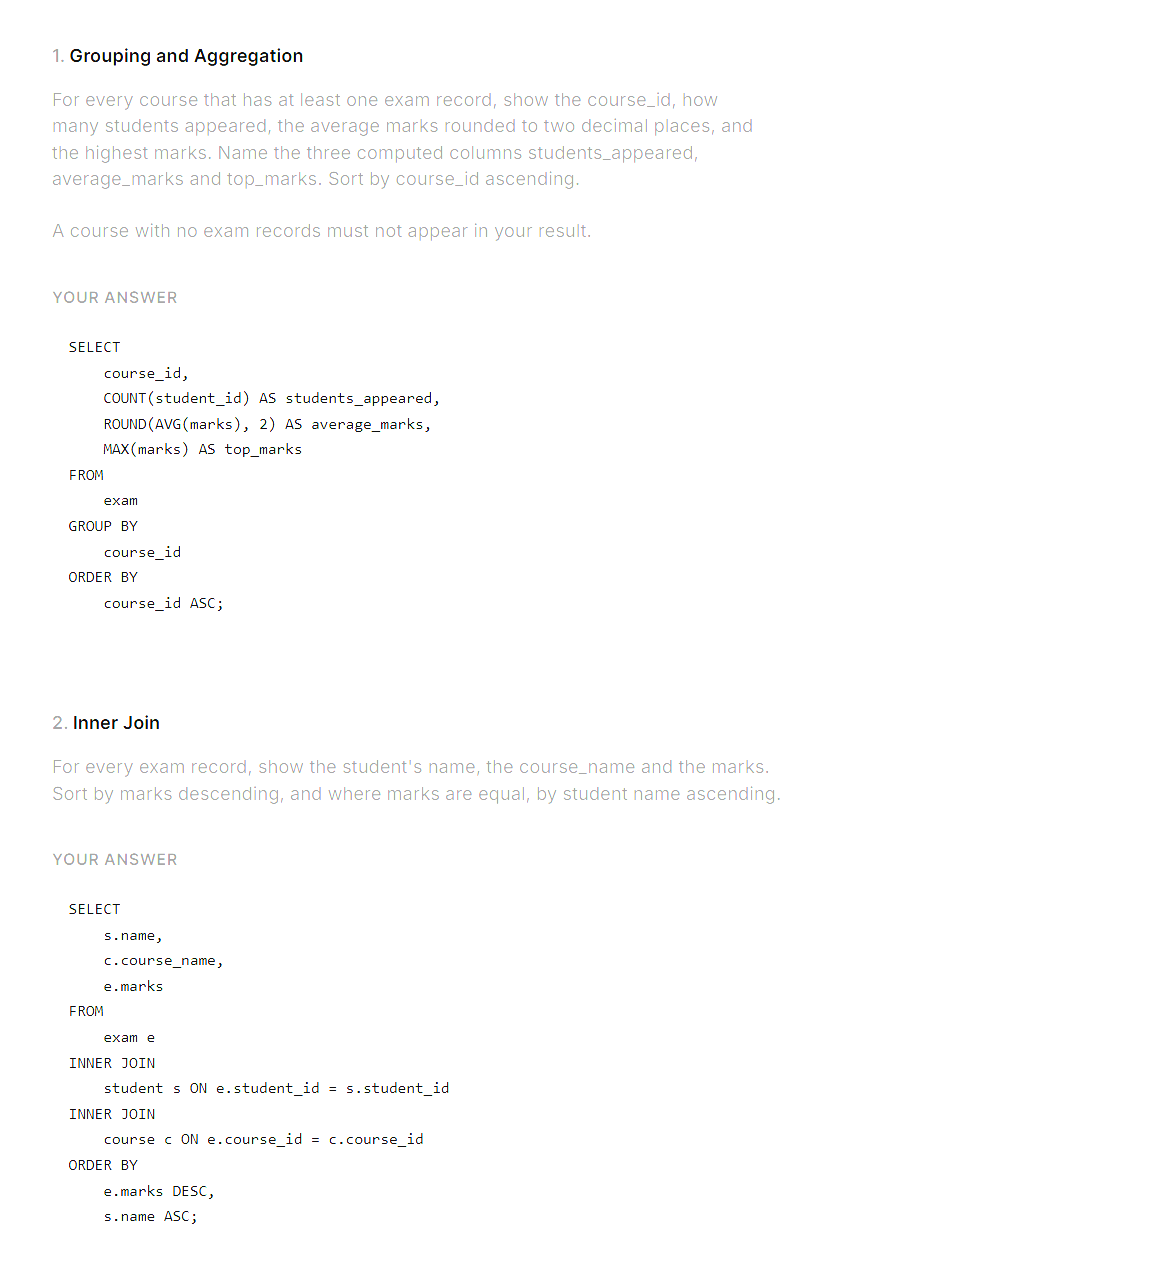 1. Grouping and Aggregation
For every course that has at least one exam record, show the course_id, how
many students appeared, the average marks rounded to two decimal places, and
the highest marks. Name the three computed columns students_appeared,
average_marks and top_marks. Sort by course_id ascending.
A course with no exam records must not appear in your result.
YOUR ANSWER
SELECT
    course_id,
    COUNT(student_id) AS students_appeared,
    ROUND(AVG(marks), 2) AS average_marks,
    MAX(marks) AS top_marks
FROM
    exam
GROUP BY
    course_id
ORDER BY
    course_id ASC;
2. Inner Join
For every exam record, show the student's name, the course_name and the marks.
Sort by marks descending, and where marks are equal, by student name ascending.
YOUR ANSWER
SELECT
    s.name,
    c.course_name,
    e.marks
FROM
    exam e
INNER JOIN
    student s ON e.student_id = s.student_id
INNER JOIN
    course c ON e.course_id = c.course_id
ORDER BY
    e.marks DESC,
    s.name ASC;